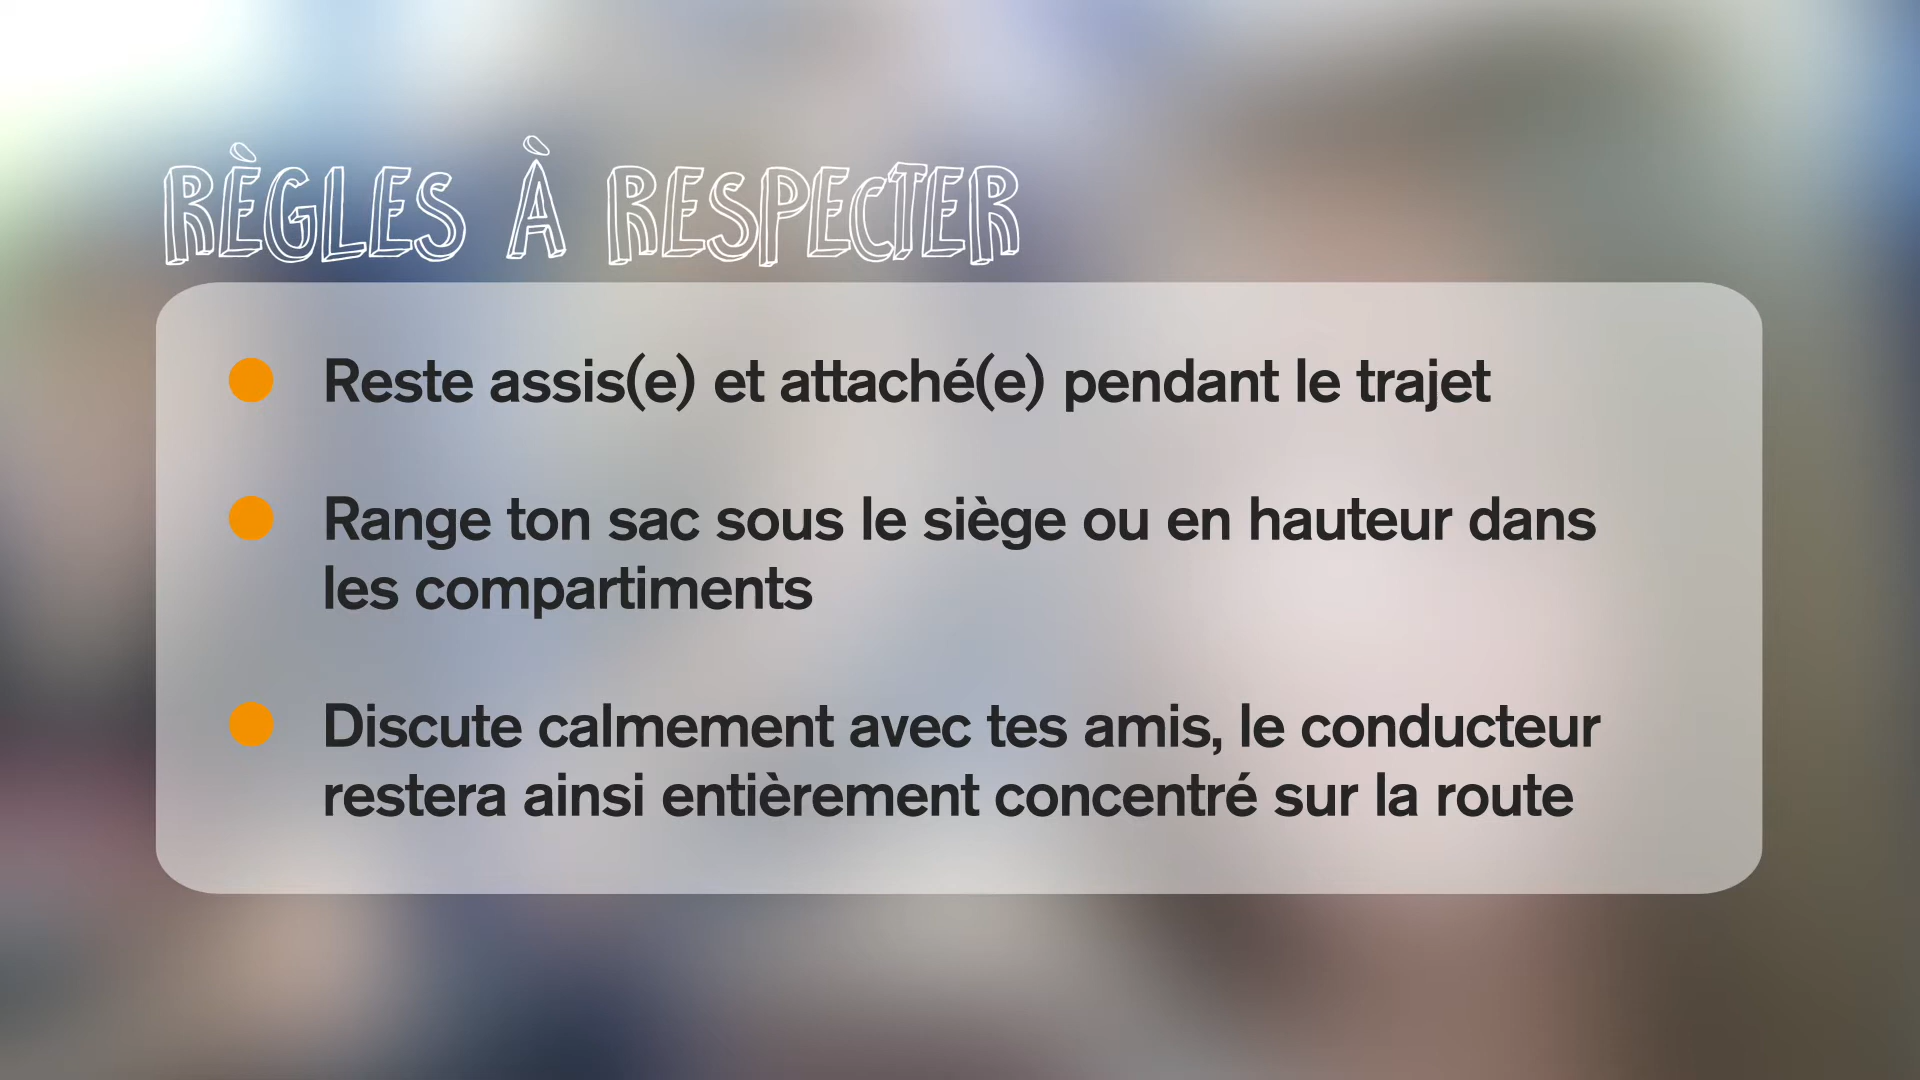 RÈGLES À RESPECTER
Reste assis(e) et attaché(e) pendant le trajet
Range ton sac sous le siège ou en hauteur dans
les compartiments
Discute calmement avec tes amis, le conducteur
restera ainsi entièrement concentré sur la route